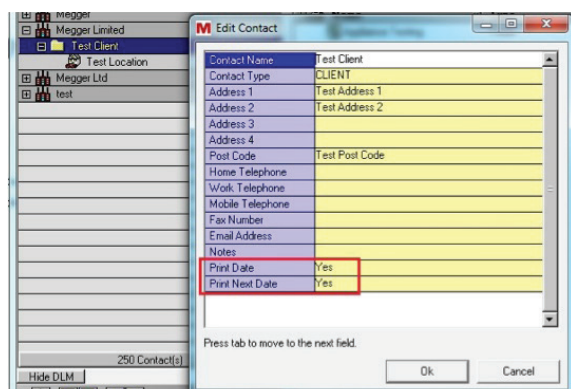 Megger
Megger Limited
Test Client
Test Location
Megger Ltd
test
250 Contact(s)
Hide DLM
M Edit Contact
Contact Name Test Client
Contact Type CLIENT
Address 1 Test Address 1
Address 2 Test Address 2
Address 3
Address 4
Post Code Test Post Code
Home Telephone
Work Telephone
Mobile Telephone
Fax Number
Email Address
Notes
Print Date Yes
Print Next Date Yes
Press tab to move to the next field.
Ok Cancel